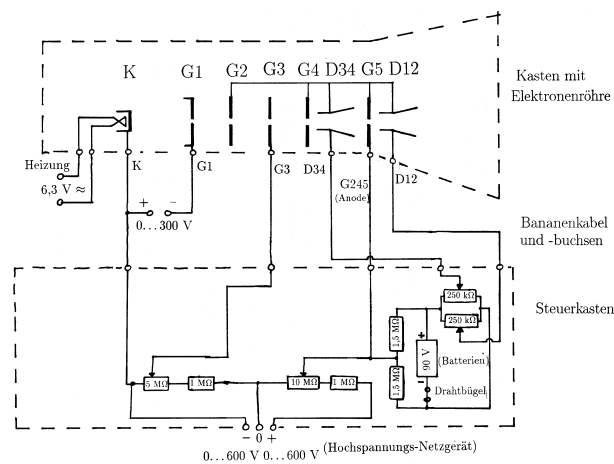 K G1 G2 G3 G4 D34 G5 D12
Kasten mit
Elektronenröhre
Heizung
6,3 V ≈
K G1 G3 D34 G245 D12
(Anode)
+ −
0...300 V
Bananenkabel
und -buchsen
Steuerkasten
250 kΩ
250 kΩ
1,5 MΩ
+
90 V
(Batterien)
1,5 MΩ
Drahtbügel
−
5 MΩ 1 MΩ 10 MΩ 1 MΩ
− 0 +
(Hochspannungs-Netzgerät)
0...600 V 0...600 V